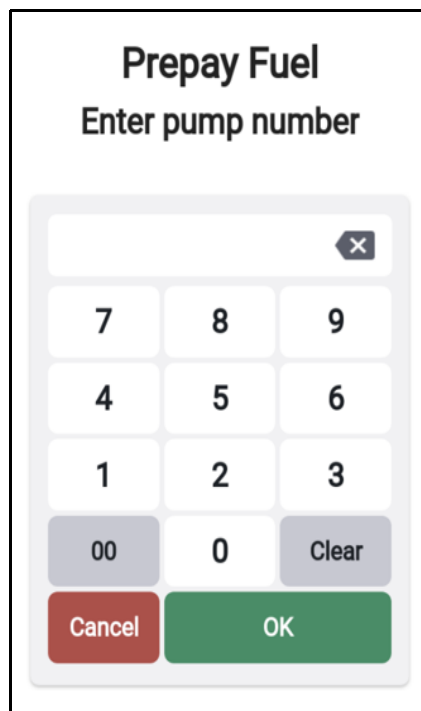 Prepay Fuel
Enter pump number
7 8 9
4 5 6
1 2 3
00 0 Clear
Cancel OK